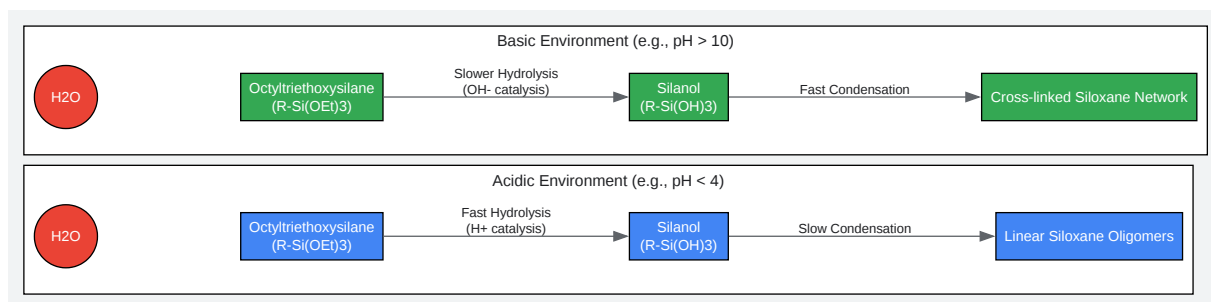 Basic Environment (e.g., pH > 10)
H2O
Octyltriethoxysilane
(R-Si(OEt)3)
Slower Hydrolysis
(OH- catalysis)
Silanol
(R-Si(OH)3)
Fast Condensation
Cross-linked Siloxane Network
Acidic Environment (e.g., pH < 4)
H2O
Octyltriethoxysilane
(R-Si(OEt)3)
Fast Hydrolysis
(H+ catalysis)
Silanol
(R-Si(OH)3)
Slow Condensation
Linear Siloxane Oligomers